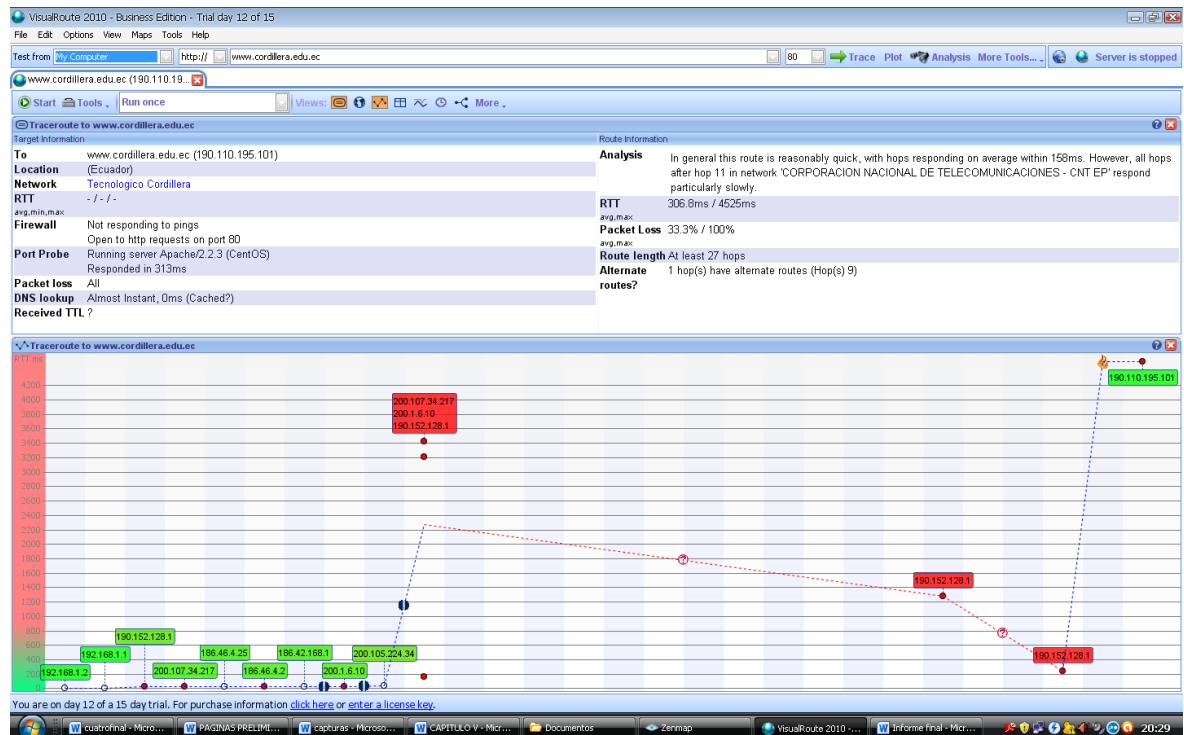 VisualRoute 2010 - Business Edition - Trial day 12 of 15
File Edit Options View Maps Tools Help
Test from My Computer http:// www.cordillera.edu.ec 80 Trace Plot Analysis More Tools... Server is stopped
www.cordillera.edu.ec (190.110.19...
Start Tools Run once Views: More
Traceroute to www.cordillera.edu.ec
Target Information
To www.cordillera.edu.ec (190.110.195.101)
Location (Ecuador)
Network Tecnologico Cordillera
RTT - / - / -
avg,min,max
Firewall Not responding to pings
Open to http requests on port 80
Port Probe Running server Apache/2.2.3 (CentOS)
Responded in 313ms
Packet loss All
DNS lookup Almost Instant, 0ms (Cached?)
Received TTL ?
Route Information
Analysis In general this route is reasonably quick, with hops responding on average within 158ms. However, all hops
after hop 11 in network 'CORPORACION NACIONAL DE TELECOMUNICACIONES - CNT EP' respond
particularly slowly.
RTT 306.8ms / 4525ms
avg,max
Packet Loss 33.3% / 100%
avg,max
Route length At least 27 hops
Alternate 1 hop(s) have alternate routes (Hop(s) 9)
routes?
Traceroute to www.cordillera.edu.ec
RTT ms
4200
4000
3800
3600
3400
3200
3000
2800
2600
2400
2200
2000
1800
1600
1400
1200
1000
800
600
400
200
0
190.110.195.101
200.107.34.217
200.1.6.10
190.152.128.1
190.152.128.1
190.152.128.1
192.168.1.1
186.46.4.25
186.42.168.1
200.105.224.34
190.152.128.1
192.168.1.2
200.107.34.217
186.46.4.2
200.1.6.10
You are on day 12 of a 15 day trial. For purchase information click here or enter a license key.
cuatrofinal - Micro...
PAGINAS PRELIMI...
capturas - Microso...
CAPITULO V - Micr...
Documentos
Zenmap
VisualRoute 2010 -...
Informe final - Micr...
20:29